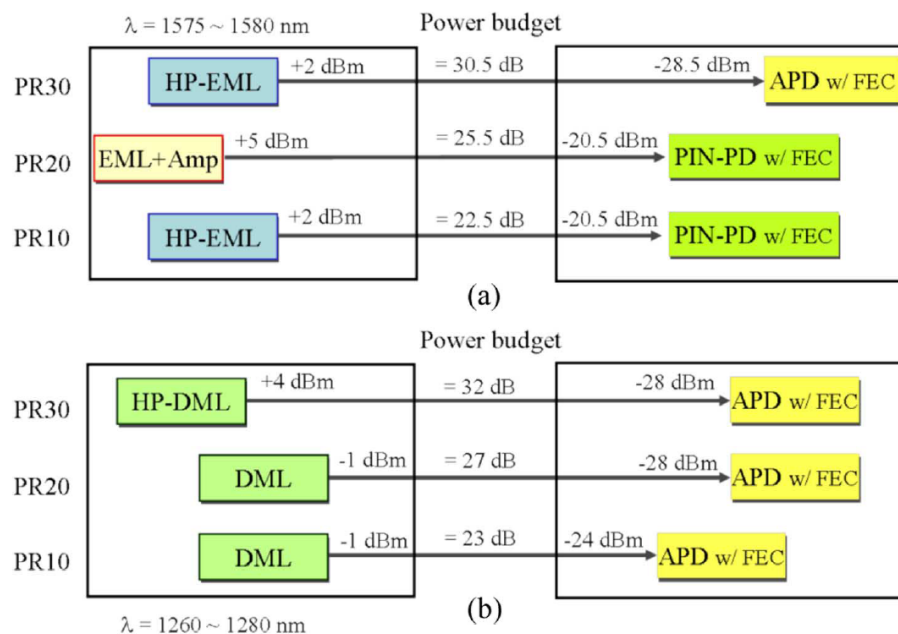 λ = 1575 ~ 1580 nm Power budget
PR30 HP-EML +2 dBm = 30.5 dB -28.5 dBm APD w/ FEC
PR20 EML+Amp +5 dBm = 25.5 dB -20.5 dBm PIN-PD w/ FEC
PR10 HP-EML +2 dBm = 22.5 dB -20.5 dBm PIN-PD w/ FEC
(a)
Power budget
PR30 HP-DML +4 dBm = 32 dB -28 dBm APD w/ FEC
PR20 DML -1 dBm = 27 dB -28 dBm APD w/ FEC
PR10 DML -1 dBm = 23 dB -24 dBm APD w/ FEC
(b)
λ = 1260 ~ 1280 nm